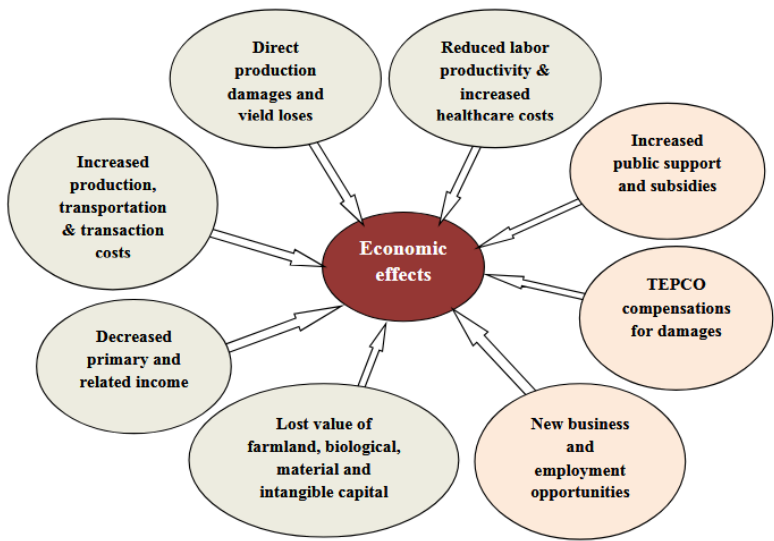 Direct
production
damages and
vield loses
Reduced labor
productivity &
increased
healthcare costs
Increased
public support
and subsidies
Increased
production,
transportation
& transaction
costs
Economic
effects
TEPCO
compensations
for damages
Decreased
primary and
related income
Lost value of
farmland, biological,
material and
intangible capital
New business
and
employment
opportunities